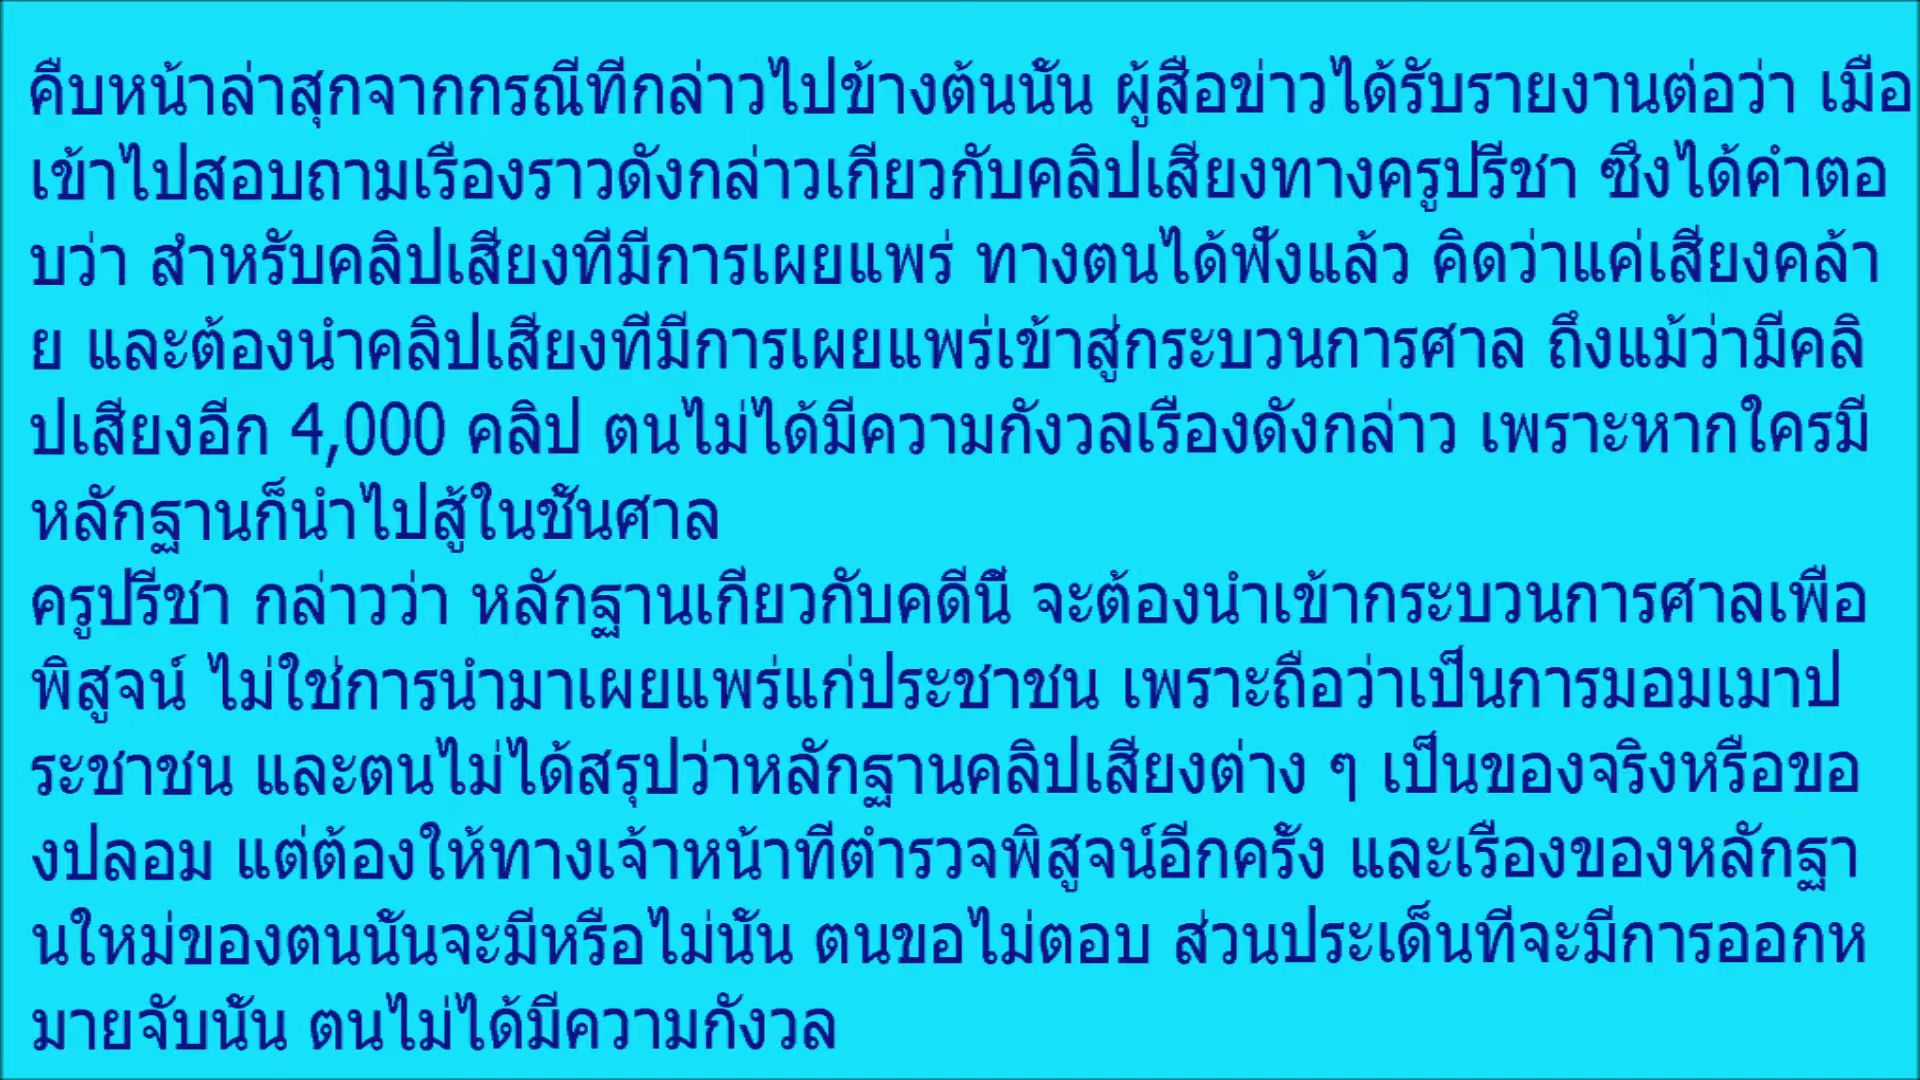 คืบหน้าล่าสุกจากกรณีที่กล่าวไปข้างต้นนั้น ผู้สื่อข่าวได้รับรายงานต่อว่า เมื่อ
เข้าไปสอบถามเรื่องราวดังกล่าวเกี่ยวกับคลิปเสียงทางครูปรีชา ซึ่งได้คำตอ
บว่า สำหรับคลิปเสียงที่มีการเผยแพร่ ทางตนได้ฟังแล้ว คิดว่าแค่เสียงคล้า
ย และต้องนำคลิปเสียงที่มีการเผยแพร่เข้าสู่กระบวนการศาล ถึงแม้ว่ามีคลิ
ปเสียงอีก 4,000 คลิป ตนไม่ได้มีความกังวลเรื่องดังกล่าว เพราะหากใครมี
หลักฐานก็นำไปสู้ในชั้นศาล
ครูปรีชา กล่าวว่า หลักฐานเกี่ยวกับคดีนี้ จะต้องนำเข้ากระบวนการศาลเพื่อ
พิสูจน์ ไม่ใช่การนำมาเผยแพร่แก่ประชาชน เพราะถือว่าเป็นการมอมเมาป
ระชาชน และตนไม่ได้สรุปว่าหลักฐานคลิปเสียงต่าง ๆ เป็นของจริงหรือขอ
งปลอม แต่ต้องให้ทางเจ้าหน้าที่ตำรวจพิสูจน์อีกครั้ง และเรื่องของหลักฐา
นใหม่ของตนนั้นจะมีหรือไม่นั้น ตนขอไม่ตอบ ส่วนประเด็นที่จะมีการออกห
มายจับนั้น ตนไม่ได้มีความกังวล